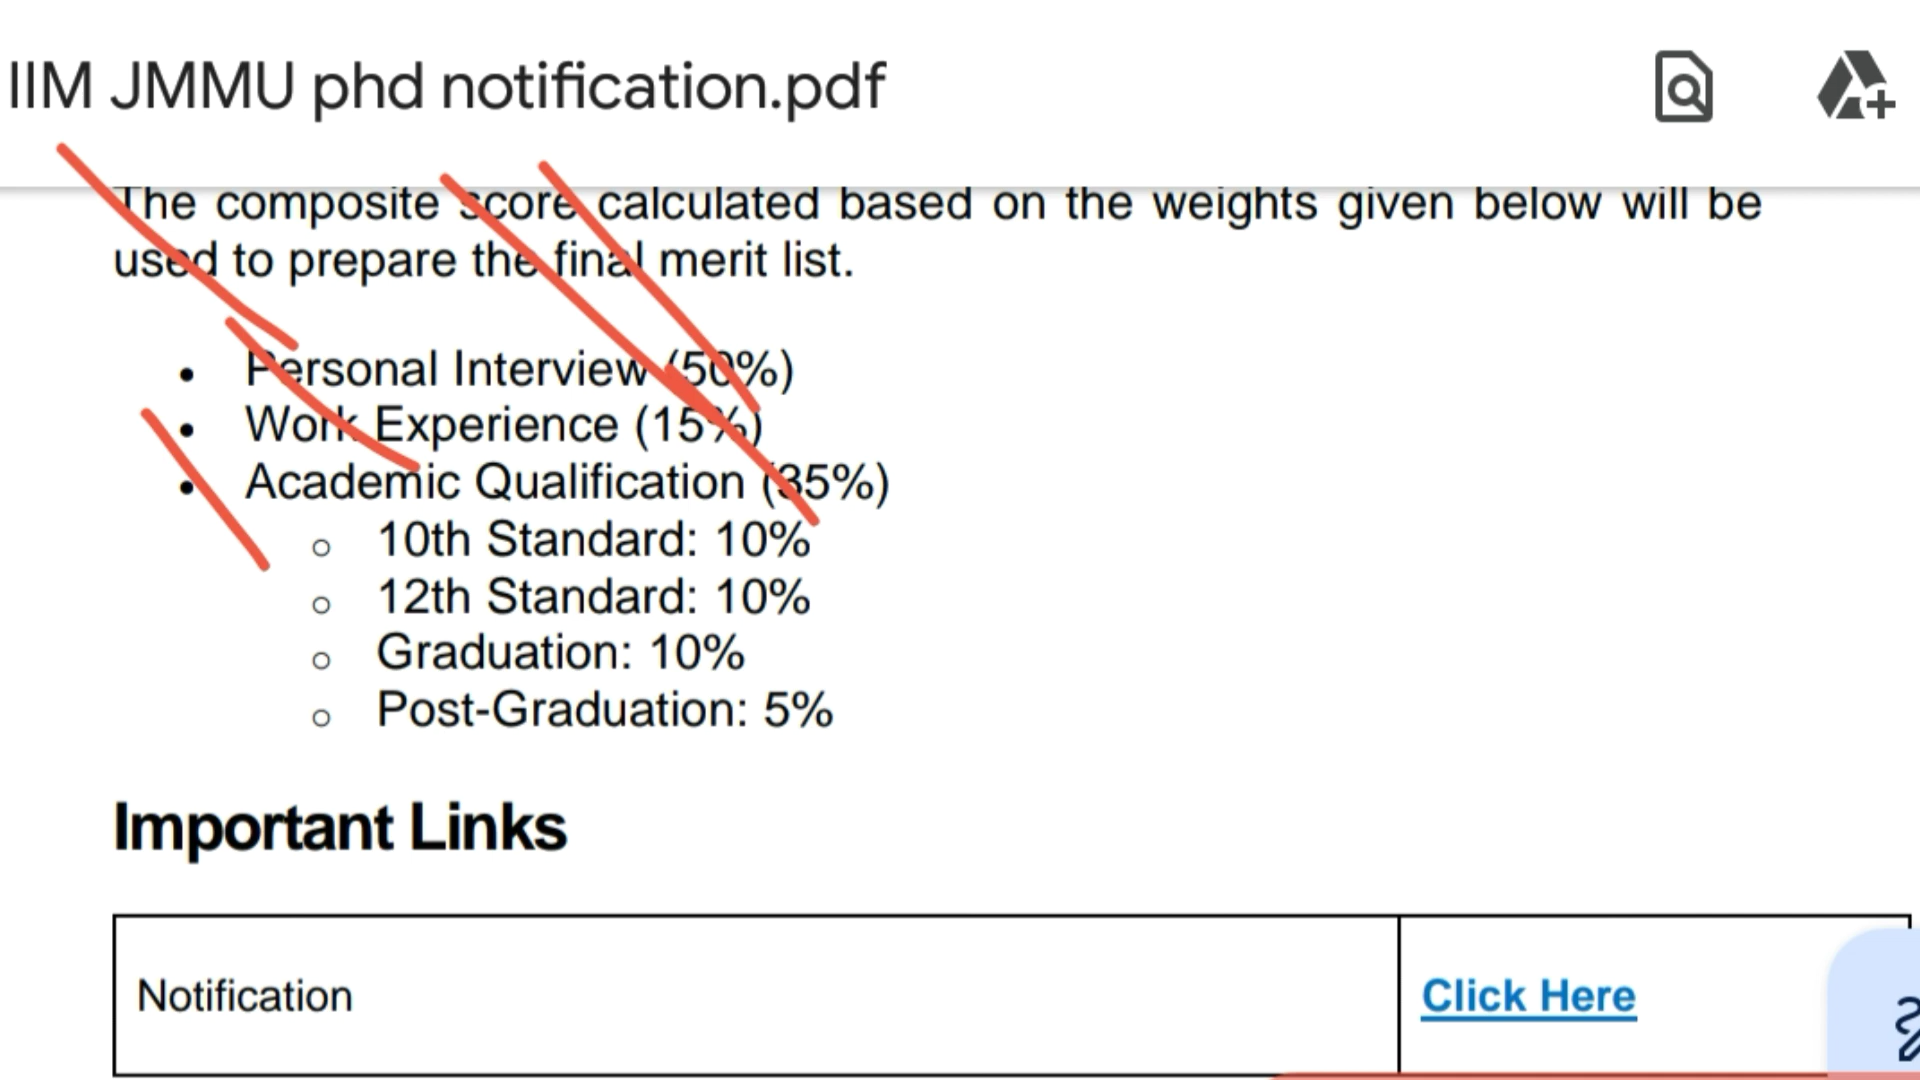 IIM JMMU phd notification.pdf
The composite score calculated based on the weights given below will be
used to prepare the final merit list.
• Personal Interview (50%)
• Work Experience (15%)
• Academic Qualification (35%)
o 10th Standard: 10%
o 12th Standard: 10%
o Graduation: 10%
o Post-Graduation: 5%
Important Links
Notification Click Here